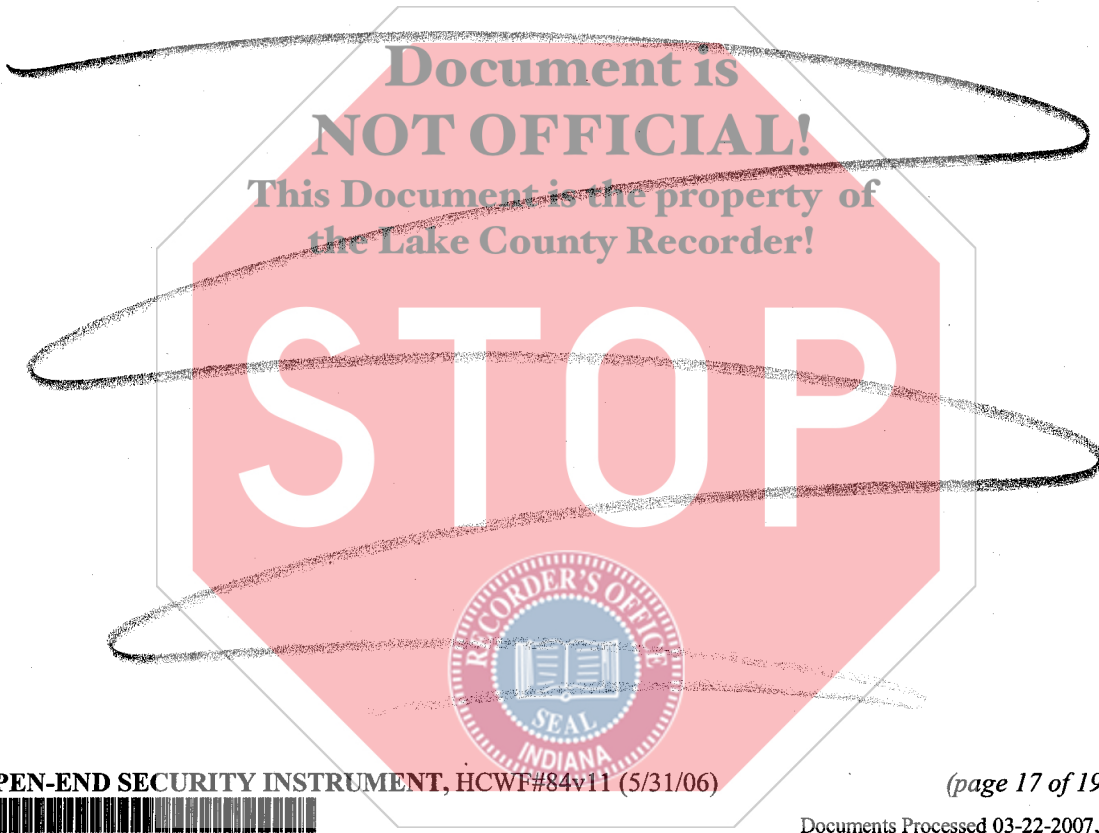 Document is
NOT OFFICIAL!
This Document is the property of
the Lake County Recorder!
STOP
RECORDER'S OFFICE
SEAL
INDIANA
PEN-END SECURITY INSTRUMENT, HCWF#84v11 (5/31/06)
(page 17 of 19
Documents Processed 03-22-2007